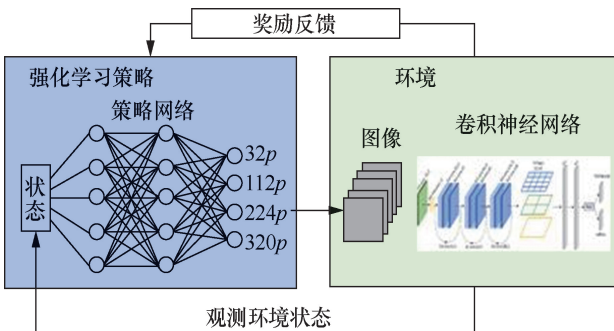 奖励反馈
强化学习策略
策略网络
状态
32p
112p
224p
320p
环境
图像
卷积神经网络
观测环境状态